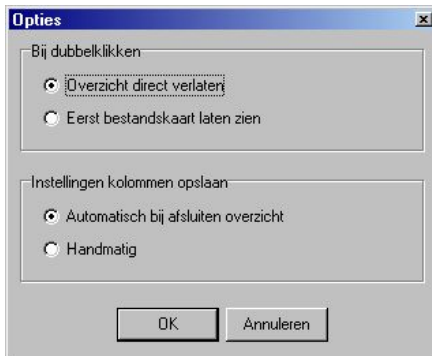 Opties
Bij dubbelklikken
Overzicht direct verlaten
Eerst bestandskaart laten zien
Instellingen kolommen opslaan
Automatisch bij afsluiten overzicht
Handmatig
OK Annuleren